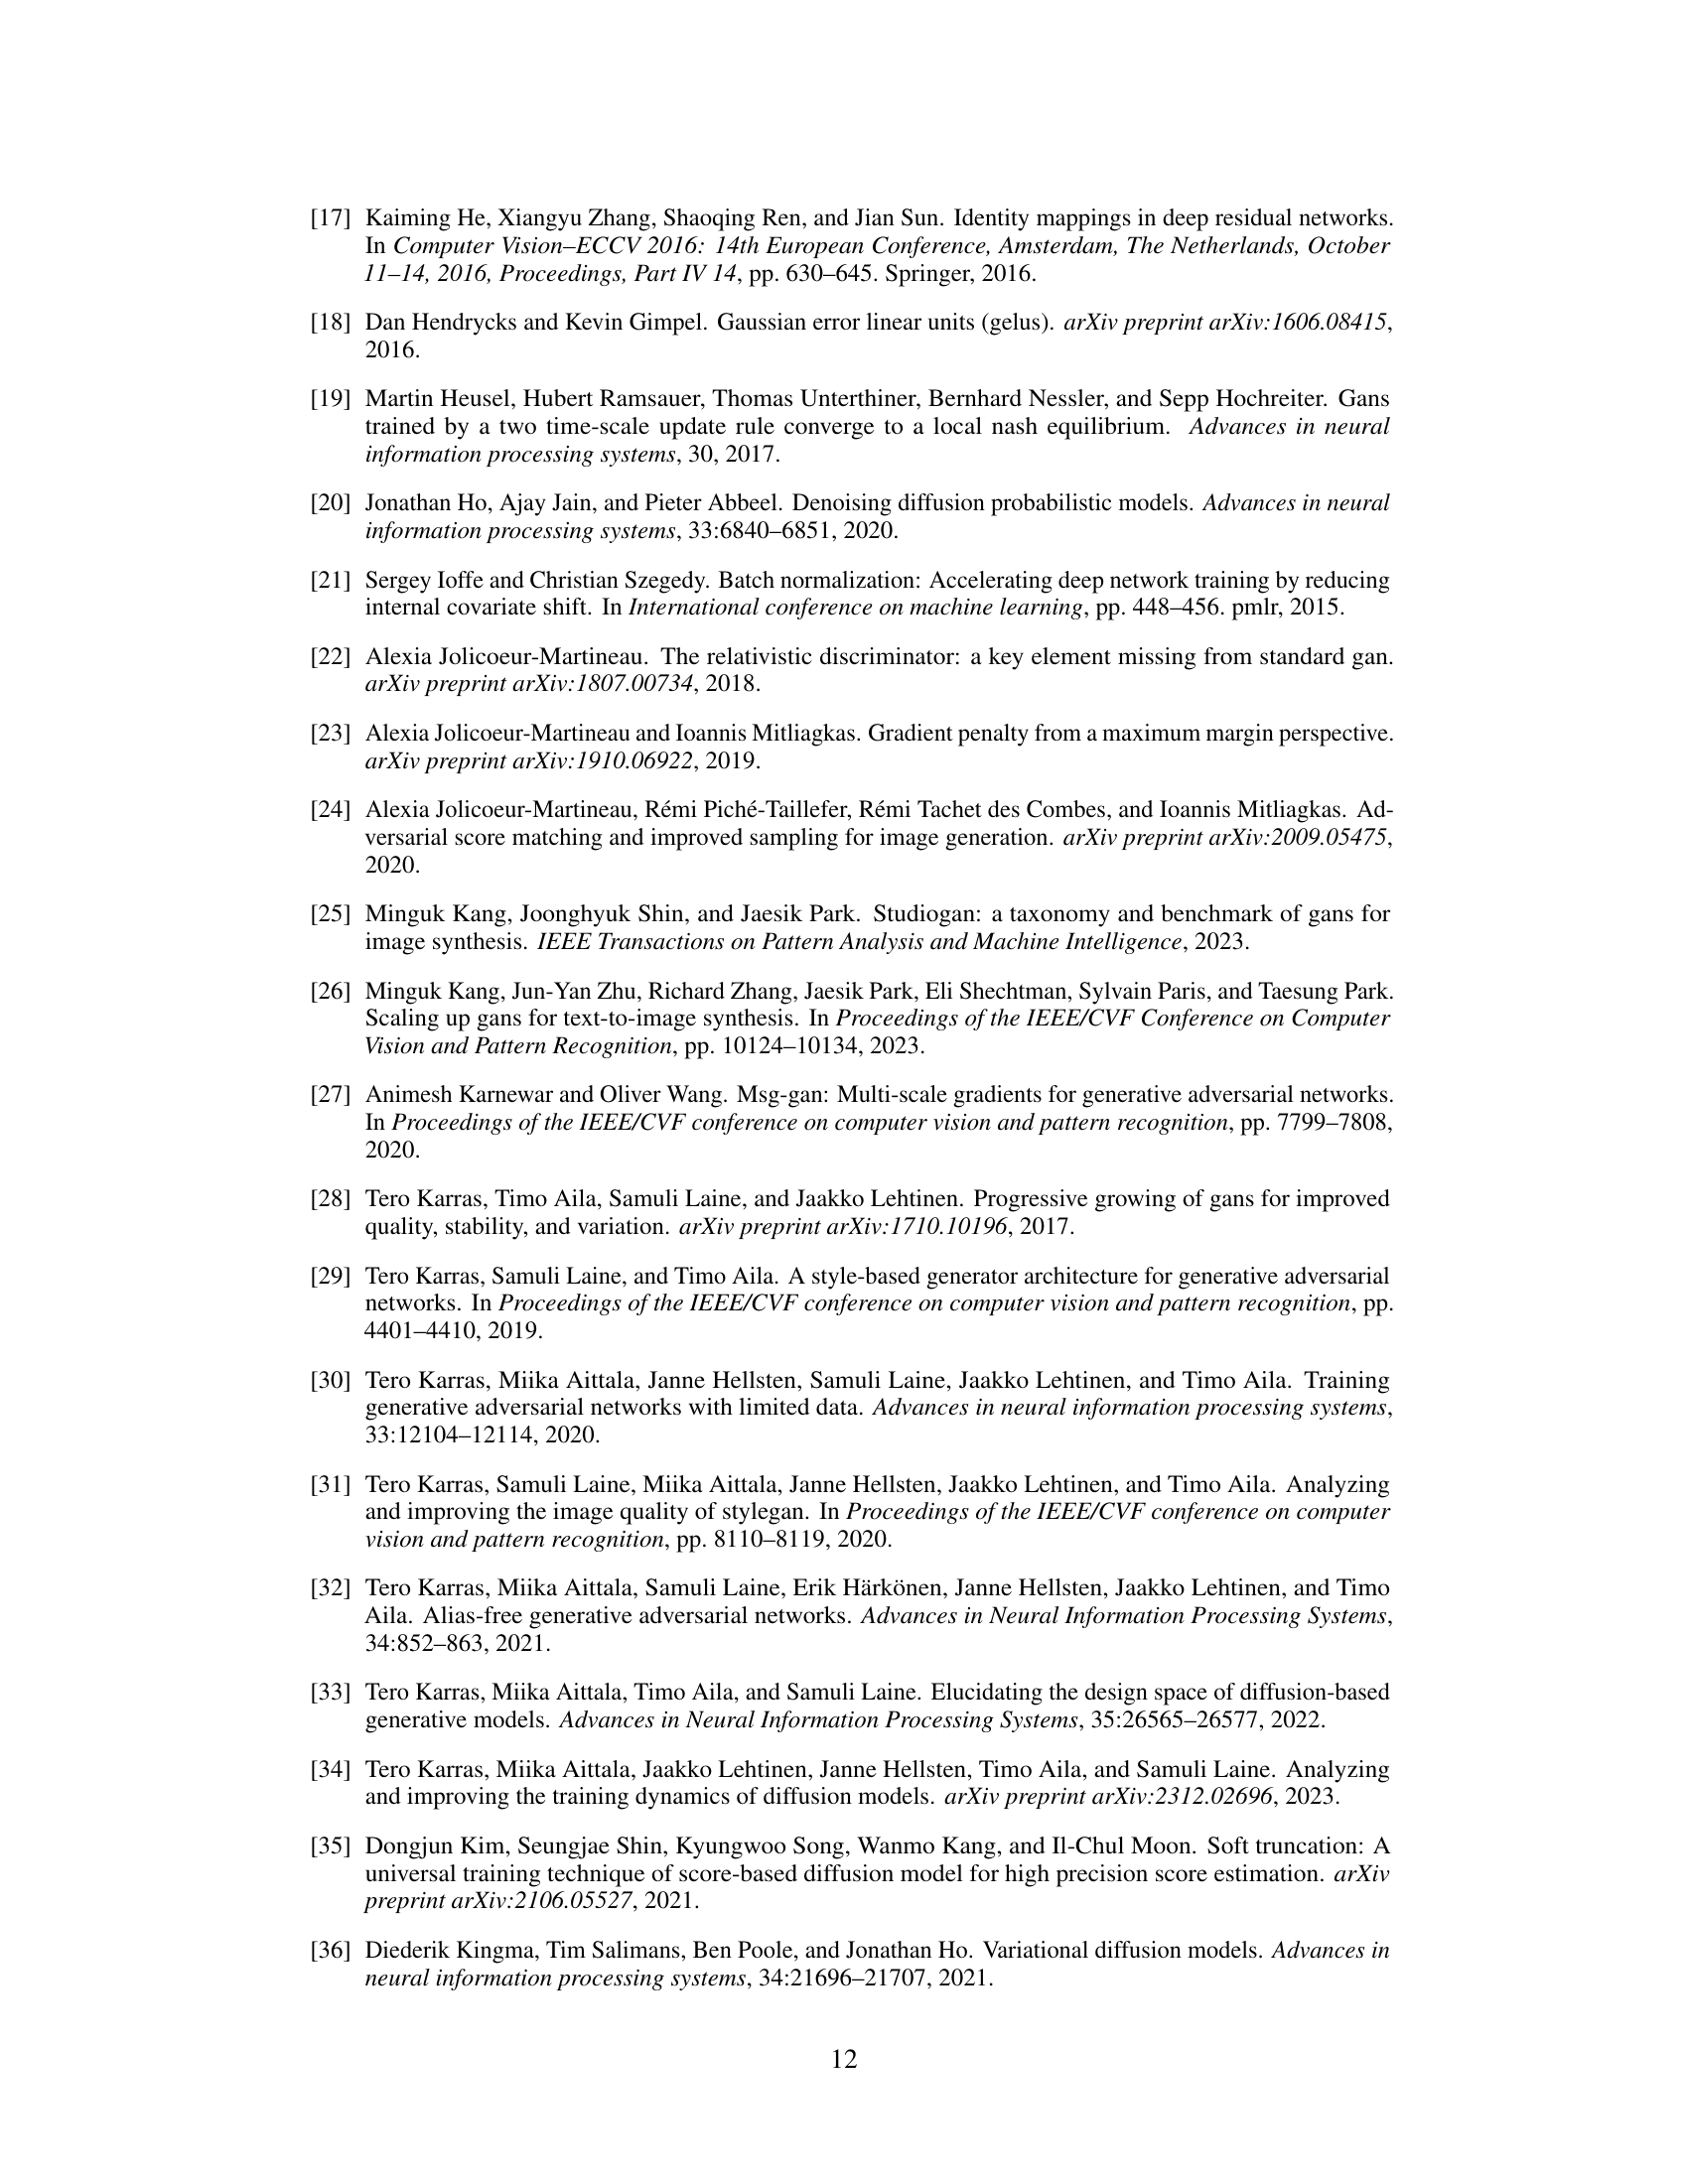 [17] Kaiming He, Xiangyu Zhang, Shaoqing Ren, and Jian Sun. Identity mappings in deep residual networks.
In Computer Vision–ECCV 2016: 14th European Conference, Amsterdam, The Netherlands, October
11–14, 2016, Proceedings, Part IV 14, pp. 630–645. Springer, 2016.
[18] Dan Hendrycks and Kevin Gimpel. Gaussian error linear units (gelus). arXiv preprint arXiv:1606.08415,
2016.
[19] Martin Heusel, Hubert Ramsauer, Thomas Unterthiner, Bernhard Nessler, and Sepp Hochreiter. Gans
trained by a two time-scale update rule converge to a local nash equilibrium. Advances in neural
information processing systems, 30, 2017.
[20] Jonathan Ho, Ajay Jain, and Pieter Abbeel. Denoising diffusion probabilistic models. Advances in neural
information processing systems, 33:6840–6851, 2020.
[21] Sergey Ioffe and Christian Szegedy. Batch normalization: Accelerating deep network training by reducing
internal covariate shift. In International conference on machine learning, pp. 448–456. pmlr, 2015.
[22] Alexia Jolicoeur-Martineau. The relativistic discriminator: a key element missing from standard gan.
arXiv preprint arXiv:1807.00734, 2018.
[23] Alexia Jolicoeur-Martineau and Ioannis Mitliagkas. Gradient penalty from a maximum margin perspective.
arXiv preprint arXiv:1910.06922, 2019.
[24] Alexia Jolicoeur-Martineau, Rémi Piché-Taillefer, Rémi Tachet des Combes, and Ioannis Mitliagkas. Ad-
versarial score matching and improved sampling for image generation. arXiv preprint arXiv:2009.05475,
2020.
[25] Minguk Kang, Joonghyuk Shin, and Jaesik Park. Studiogan: a taxonomy and benchmark of gans for
image synthesis. IEEE Transactions on Pattern Analysis and Machine Intelligence, 2023.
[26] Minguk Kang, Jun-Yan Zhu, Richard Zhang, Jaesik Park, Eli Shechtman, Sylvain Paris, and Taesung Park.
Scaling up gans for text-to-image synthesis. In Proceedings of the IEEE/CVF Conference on Computer
Vision and Pattern Recognition, pp. 10124–10134, 2023.
[27] Animesh Karnewar and Oliver Wang. Msg-gan: Multi-scale gradients for generative adversarial networks.
In Proceedings of the IEEE/CVF conference on computer vision and pattern recognition, pp. 7799–7808,
2020.
[28] Tero Karras, Timo Aila, Samuli Laine, and Jaakko Lehtinen. Progressive growing of gans for improved
quality, stability, and variation. arXiv preprint arXiv:1710.10196, 2017.
[29] Tero Karras, Samuli Laine, and Timo Aila. A style-based generator architecture for generative adversarial
networks. In Proceedings of the IEEE/CVF conference on computer vision and pattern recognition, pp.
4401–4410, 2019.
[30] Tero Karras, Miika Aittala, Janne Hellsten, Samuli Laine, Jaakko Lehtinen, and Timo Aila. Training
generative adversarial networks with limited data. Advances in neural information processing systems,
33:12104–12114, 2020.
[31] Tero Karras, Samuli Laine, Miika Aittala, Janne Hellsten, Jaakko Lehtinen, and Timo Aila. Analyzing
and improving the image quality of stylegan. In Proceedings of the IEEE/CVF conference on computer
vision and pattern recognition, pp. 8110–8119, 2020.
[32] Tero Karras, Miika Aittala, Samuli Laine, Erik Härkönen, Janne Hellsten, Jaakko Lehtinen, and Timo
Aila. Alias-free generative adversarial networks. Advances in Neural Information Processing Systems,
34:852–863, 2021.
[33] Tero Karras, Miika Aittala, Timo Aila, and Samuli Laine. Elucidating the design space of diffusion-based
generative models. Advances in Neural Information Processing Systems, 35:26565–26577, 2022.
[34] Tero Karras, Miika Aittala, Jaakko Lehtinen, Janne Hellsten, Timo Aila, and Samuli Laine. Analyzing
and improving the training dynamics of diffusion models. arXiv preprint arXiv:2312.02696, 2023.
[35] Dongjun Kim, Seungjae Shin, Kyungwoo Song, Wanmo Kang, and Il-Chul Moon. Soft truncation: A
universal training technique of score-based diffusion model for high precision score estimation. arXiv
preprint arXiv:2106.05527, 2021.
[36] Diederik Kingma, Tim Salimans, Ben Poole, and Jonathan Ho. Variational diffusion models. Advances in
neural information processing systems, 34:21696–21707, 2021.
12